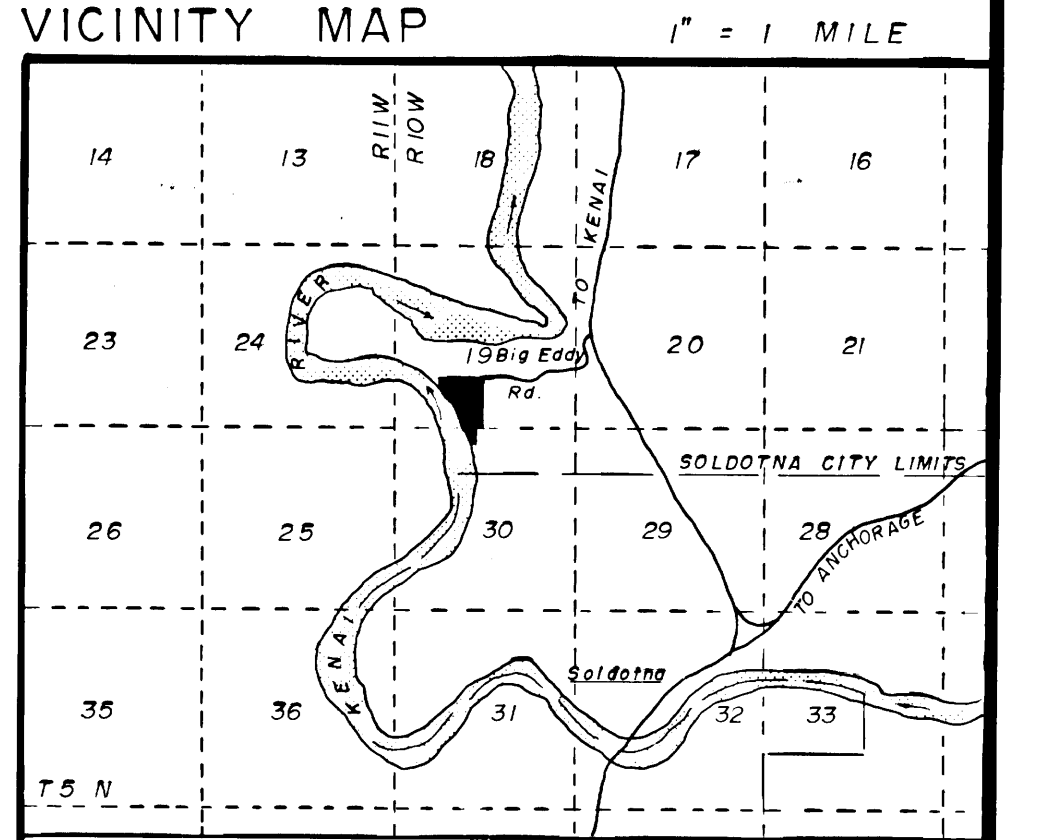 VICINITY MAP
1" = 1 MILE
R11W
R10W
14
13
18
17
16
TO KENAI
RIVER
23
24
19
Big Eddy
Rd.
20
21
SOLDOTNA CITY LIMITS
26
25
30
29
28
TO ANCHORAGE
KENAI
Soldotna
35
36
31
32
33
T5N